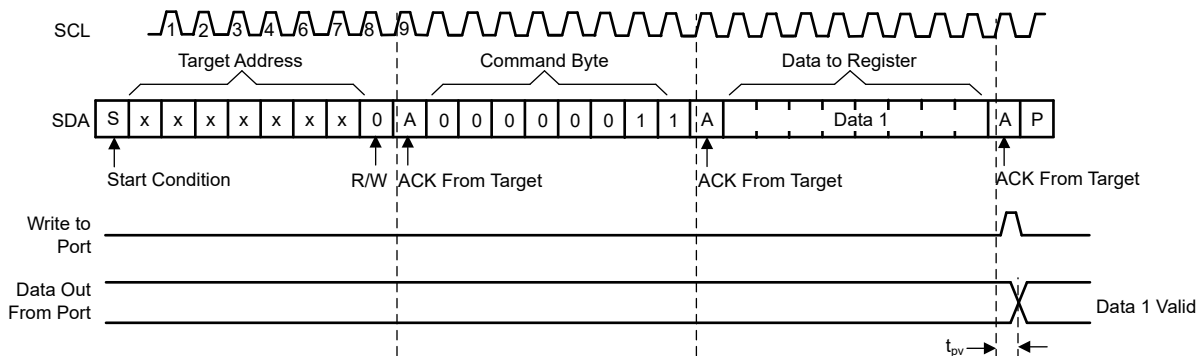 SCL 1 2 3 4 6 7 8 9
Target Address Command Byte Data to Register
SDA S x x x x x x x 0 A 0 0 0 0 0 0 1 1 A Data 1 A P
Start Condition R/W ACK From Target ACK From Target ACK From Target
Write to
Port
Data Out
From Port
Data 1 Valid
tpv